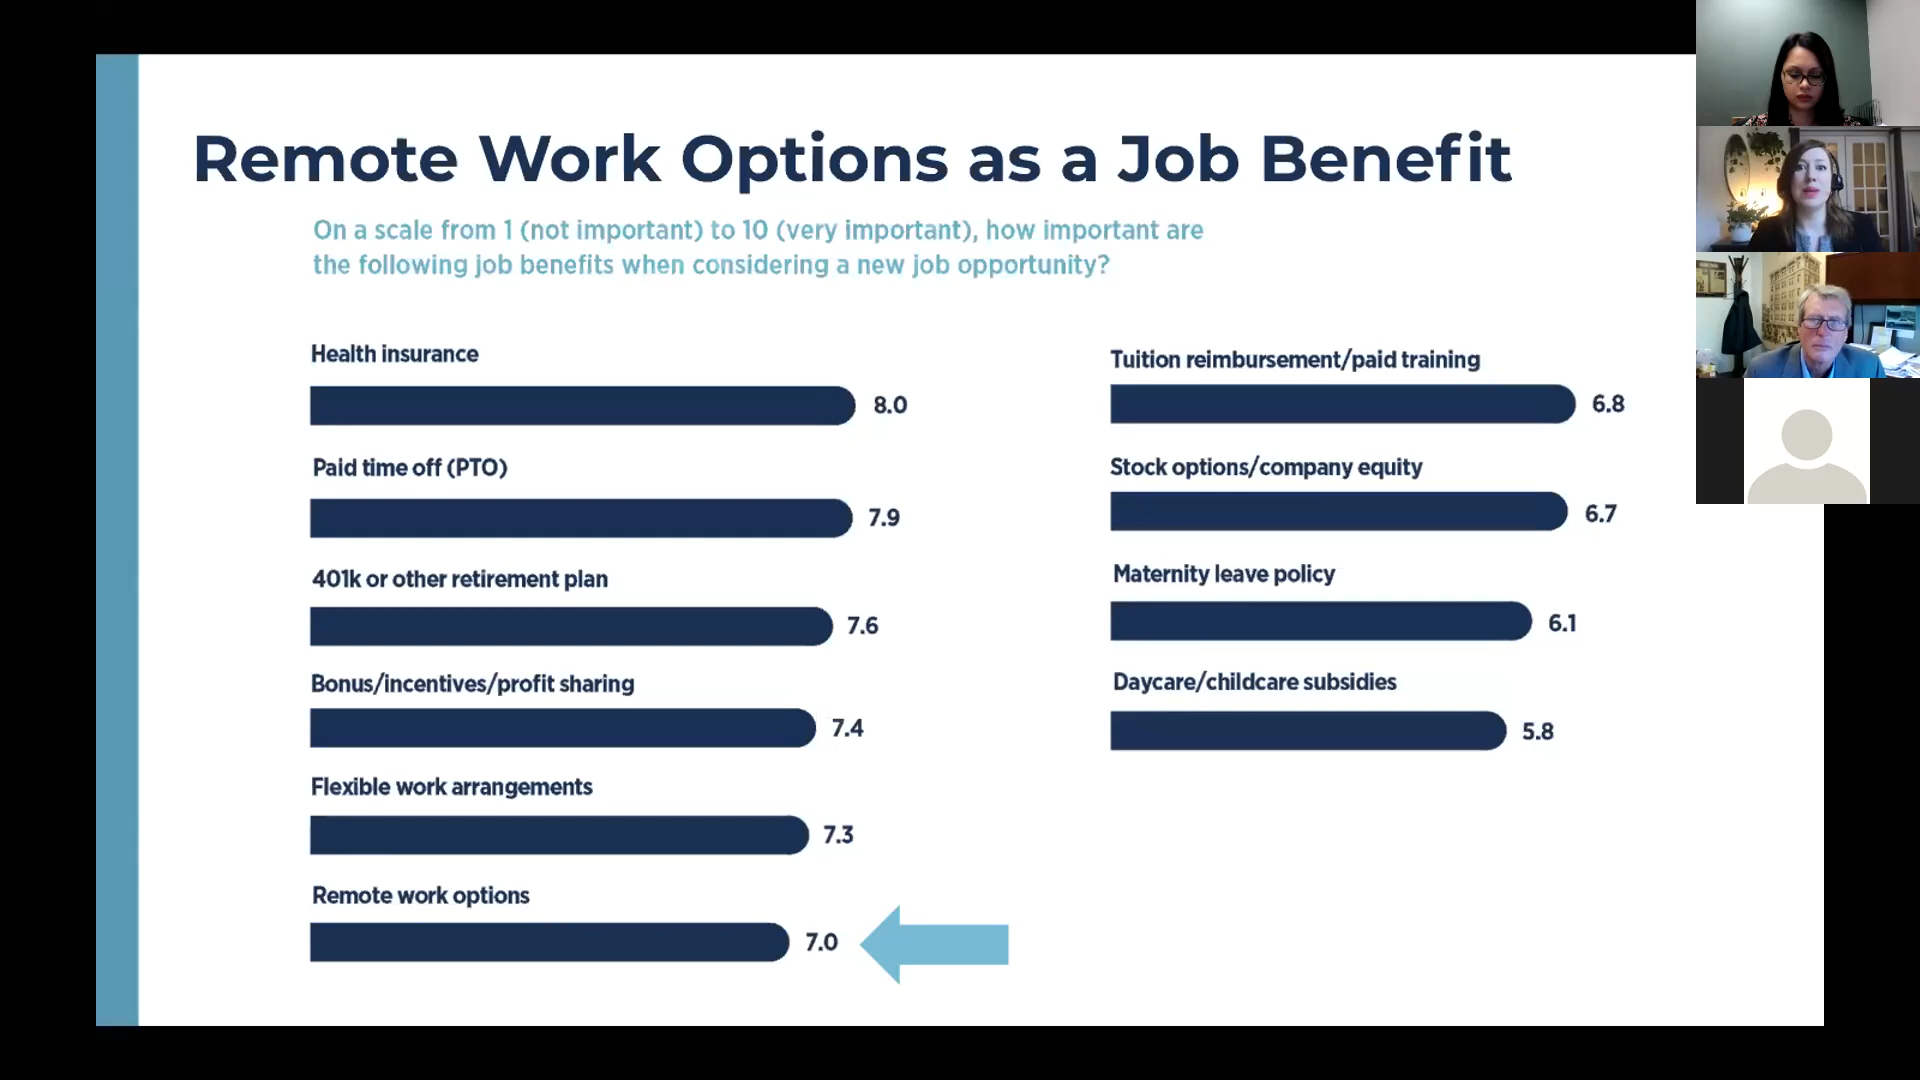 Remote Work Options as a Job Benefit
On a scale from 1 (not important) to 10 (very important), how important are
the following job benefits when considering a new job opportunity?
Health insurance
8.0
Paid time off (PTO)
7.9
401k or other retirement plan
7.6
Bonus/incentives/profit sharing
7.4
Flexible work arrangements
7.3
Remote work options
7.0
Tuition reimbursement/paid training
6.8
Stock options/company equity
6.7
Maternity leave policy
6.1
Daycare/childcare subsidies
5.8